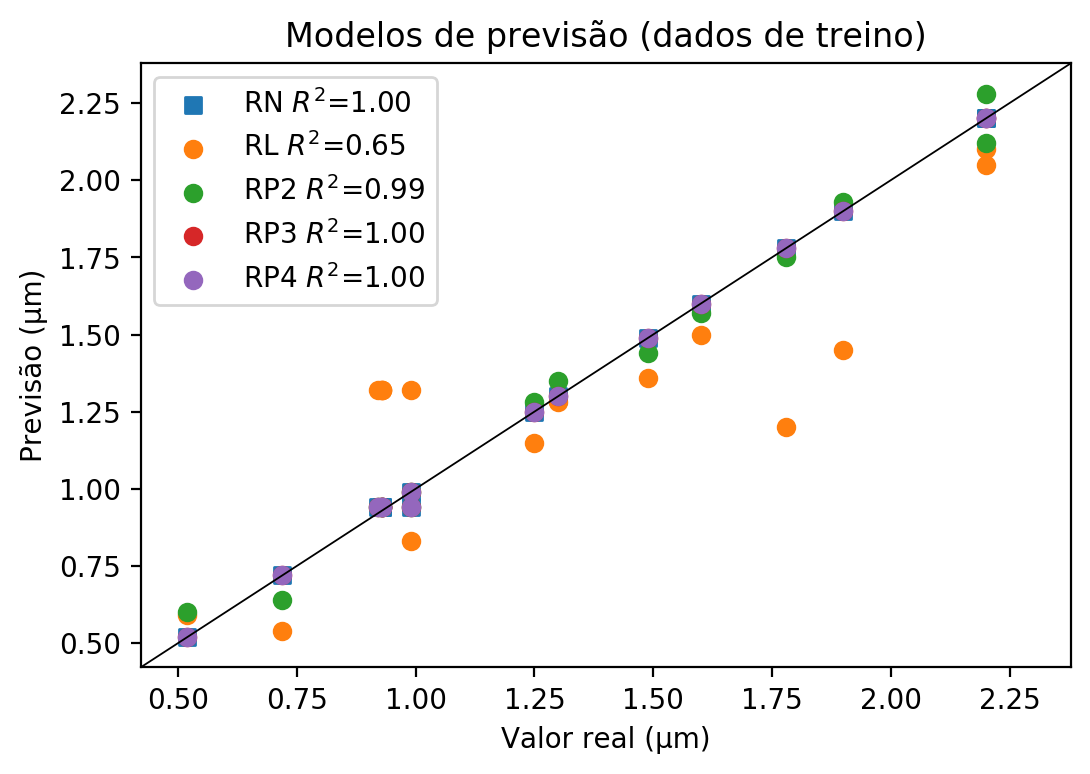 Modelos de previsão (dados de treino)
RN R²=1.00
RL R²=0.65
RP2 R²=0.99
RP3 R²=1.00
RP4 R²=1.00
2.25
2.00
1.75
1.50
1.25
1.00
0.75
0.50
Previsão (μm)
0.50 0.75 1.00 1.25 1.50 1.75 2.00 2.25
Valor real (μm)